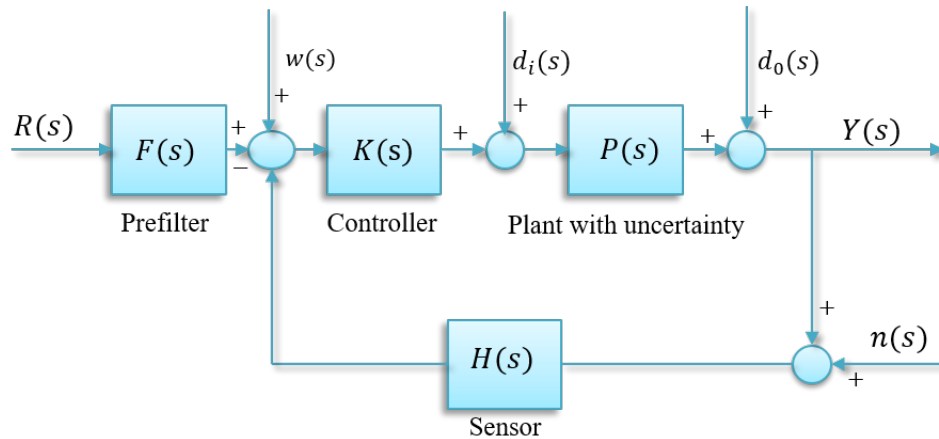 w(s)
d_i(s)
d_0(s)
+
+
+
R(s)
F(s)
+
−
K(s)
+
P(s)
+
Y(s)
Prefilter
Controller
Plant with uncertainty
+
H(s)
n(s)
+
Sensor